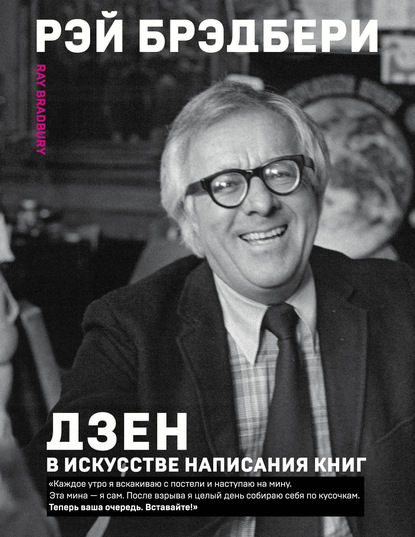 РЭЙ БРЭДБЕРИ
RAY BRADBURY
ДЗЕН
В ИСКУССТВЕ НАПИСАНИЯ КНИГ
«Каждое утро я вскакиваю с постели и наступаю на мину.
Эта мина — я сам. После взрыва я целый день собираю себя по кусочкам.
Теперь ваша очередь. Вставайте!»